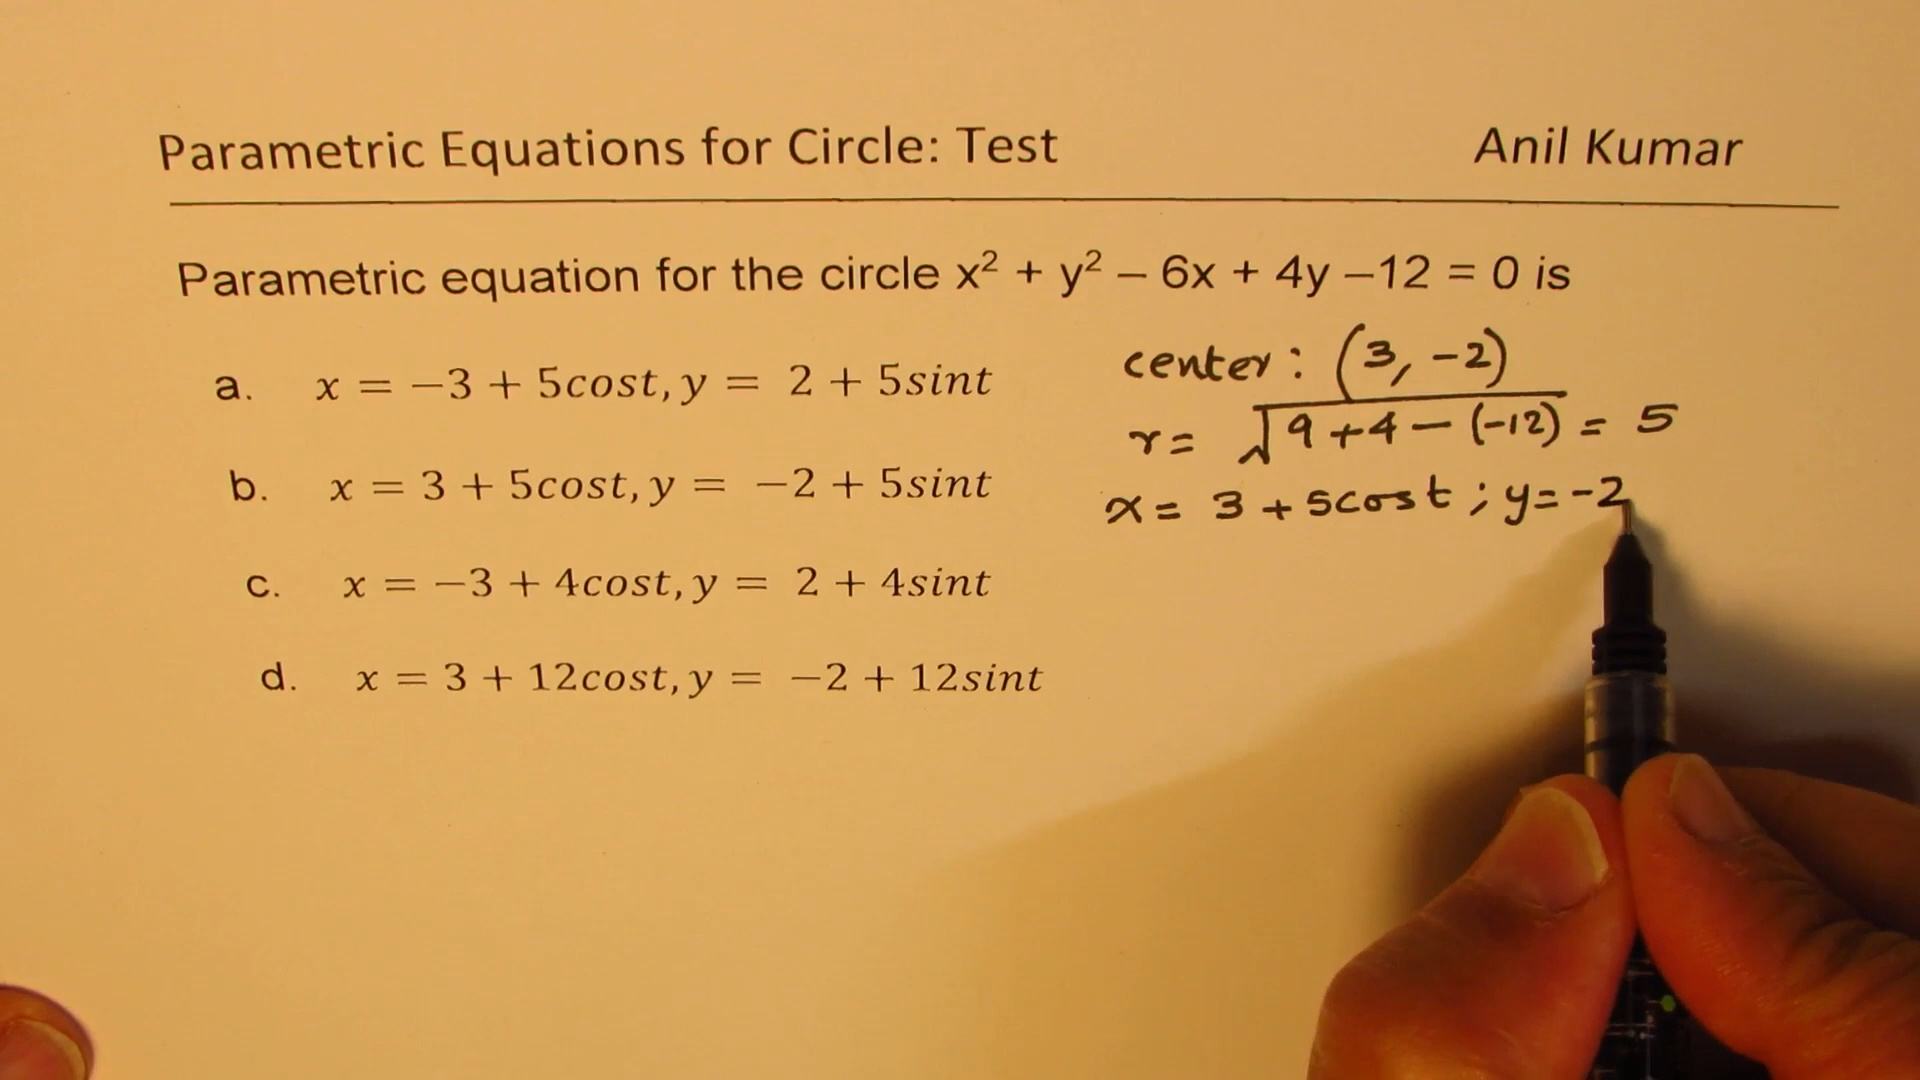 Parametric Equations for Circle: Test Anil Kumar
Parametric equation for the circle x² + y² – 6x + 4y –12 = 0 is
a. x = −3 + 5cost, y = 2 + 5sint
b. x = 3 + 5cost, y = −2 + 5sint
c. x = −3 + 4cost, y = 2 + 4sint
d. x = 3 + 12cost, y = −2 + 12sint
center : (3, -2)
r = √9 + 4 − (-12) = 5
x = 3 + 5cost ; y = -2